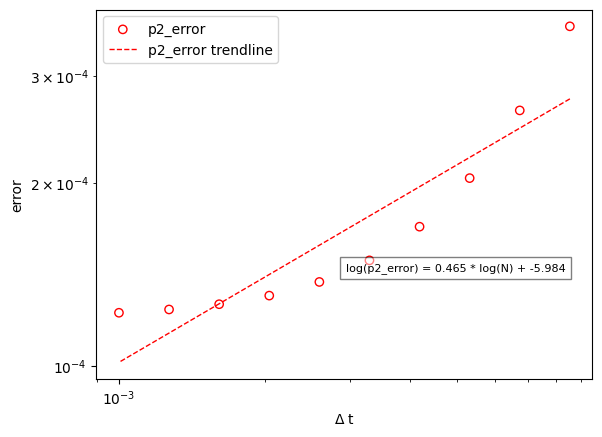 p2_error
p2_error trendline
3 × 10⁻⁴
error
2 × 10⁻⁴
log(p2_error) = 0.465 * log(N) + -5.984
10⁻⁴
10⁻³
Δ t